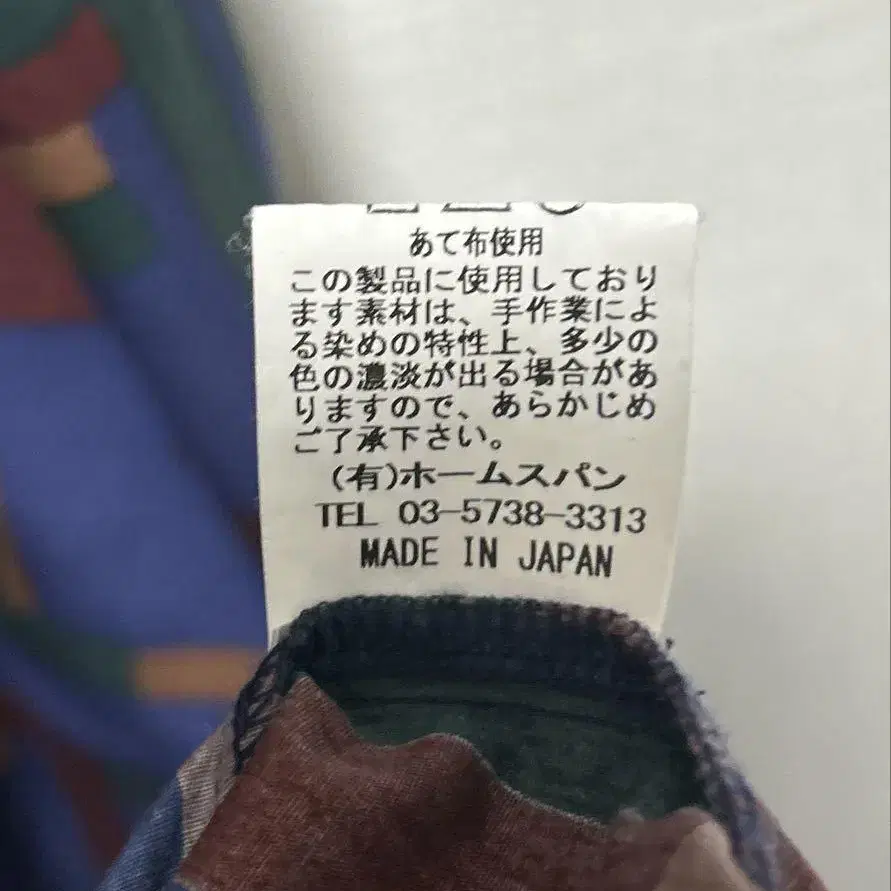 あて布使用
この製品に使用しており
ます素材は、手作業によ
る染めの特性上、多少の
色の濃淡が出る場合があ
りますので、あらかじめ
ご了承下さい。
(有)ホームスパン
TEL 03-5738-3313
MADE IN JAPAN